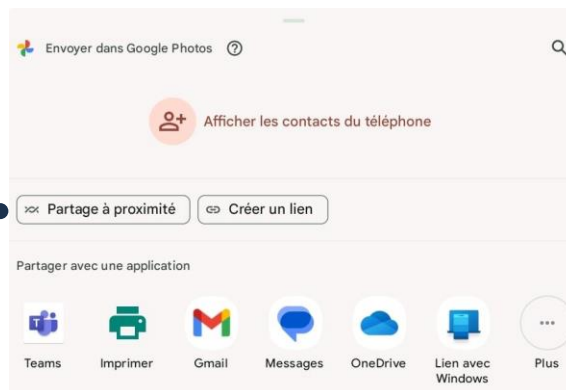 Envoyer dans Google Photos
Afficher les contacts du téléphone
Partage à proximité
Créer un lien
Partager avec une application
Teams
Imprimer
Gmail
Messages
OneDrive
Lien avec
Windows
Plus